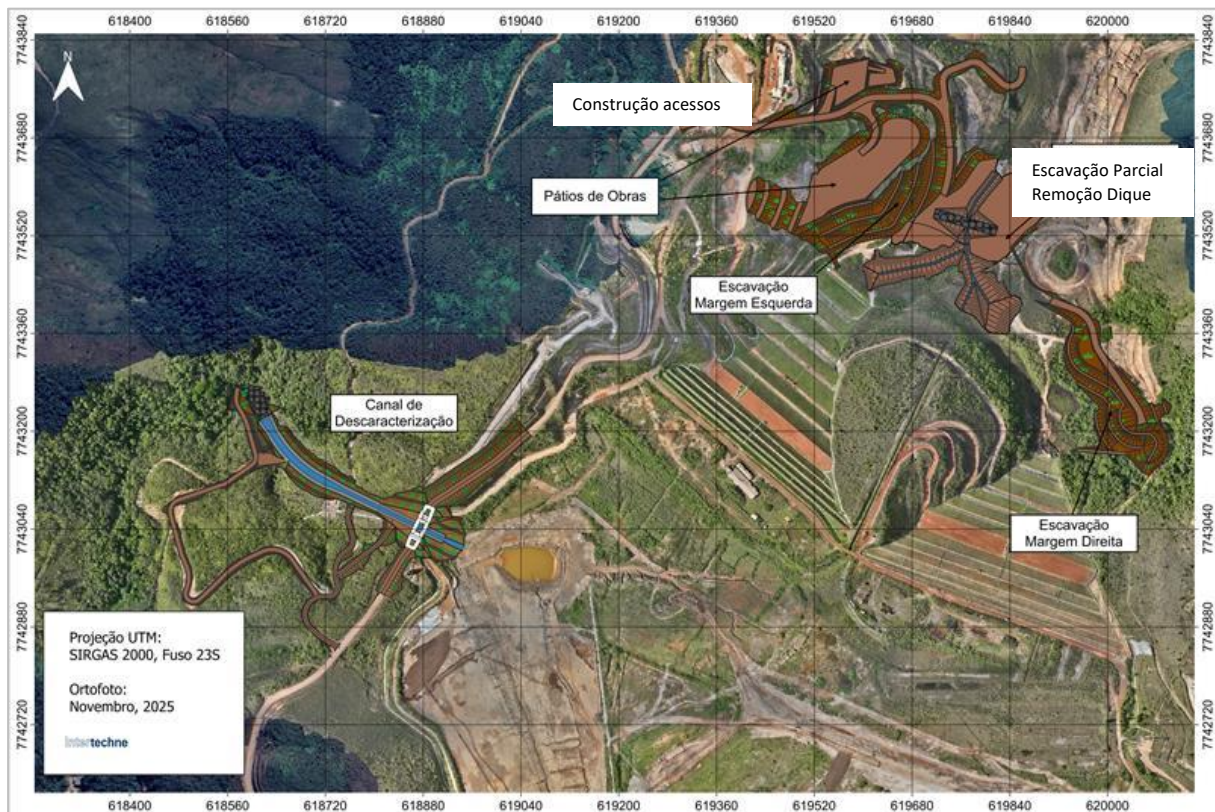 618400 618560 618720 618880 619040 619200 619360 619520 619680 619840 620000
7743840 7743840
N
Construção acessos
7743680 7743680
Escavação Parcial
Remoção Dique
Pátios de Obras
7743520 7743520
Escavação
Margem Esquerda
7743360 7743360
Canal de
Descaracterização
7743200 7743200
7743040 7743040
Escavação
Margem Direita
7742880 7742880
Projeção UTM:
SIRGAS 2000, Fuso 23S
Ortofoto:
Novembro, 2025
7742720 7742720
intertechne
618400 618560 618720 618880 619040 619200 619360 619520 619680 619840 620000